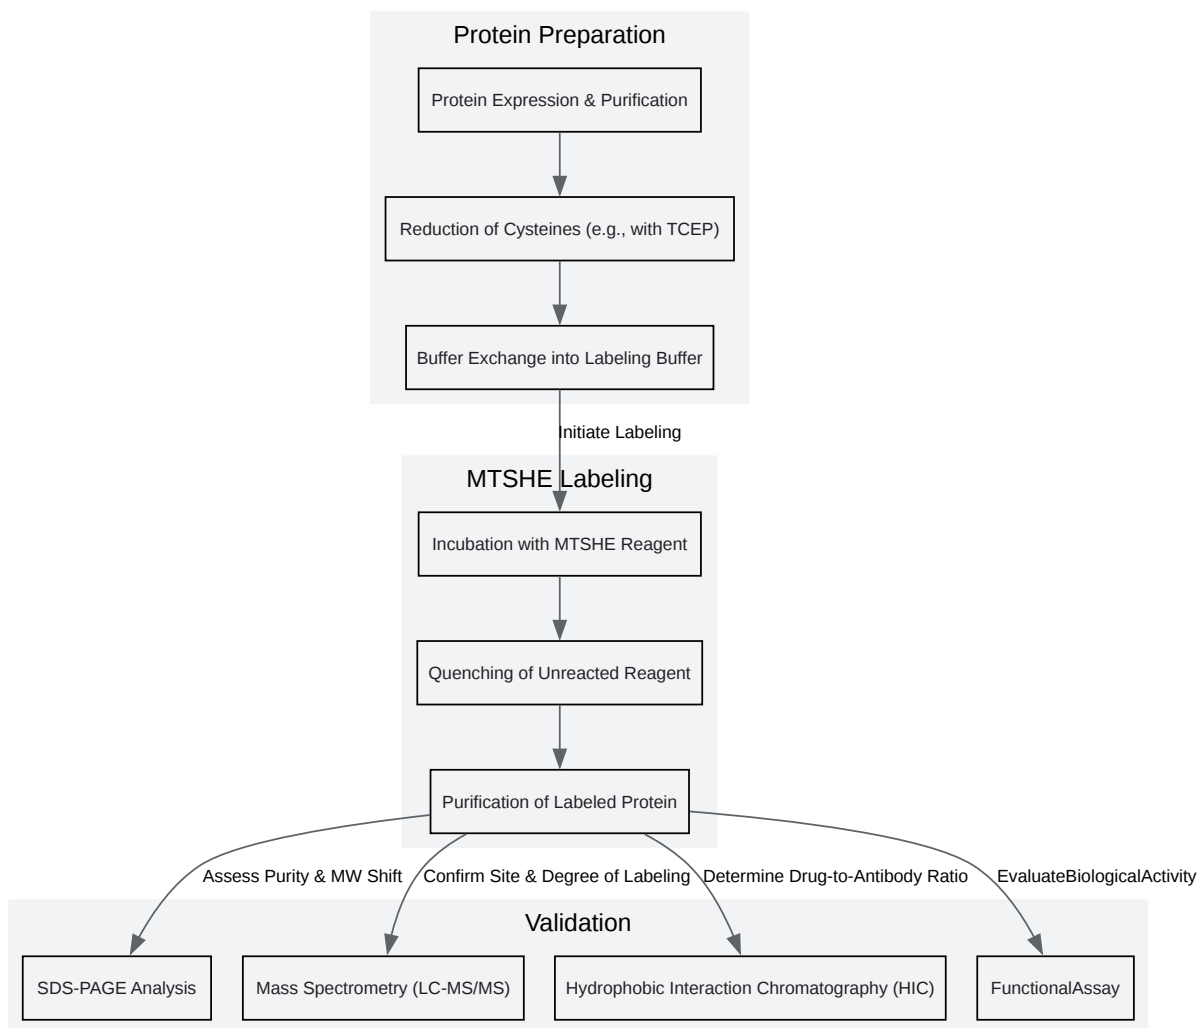 Protein Preparation
Protein Expression & Purification
Reduction of Cysteines (e.g., with TCEP)
Buffer Exchange into Labeling Buffer
Initiate Labeling
MTSHE Labeling
Incubation with MTSHE Reagent
Quenching of Unreacted Reagent
Purification of Labeled Protein
Assess Purity & MW Shift
Confirm Site & Degree of Labeling
Determine Drug-to-Antibody Ratio
EvaluateBiologicalActivity
Validation
SDS-PAGE Analysis
Mass Spectrometry (LC-MS/MS)
Hydrophobic Interaction Chromatography (HIC)
FunctionalAssay